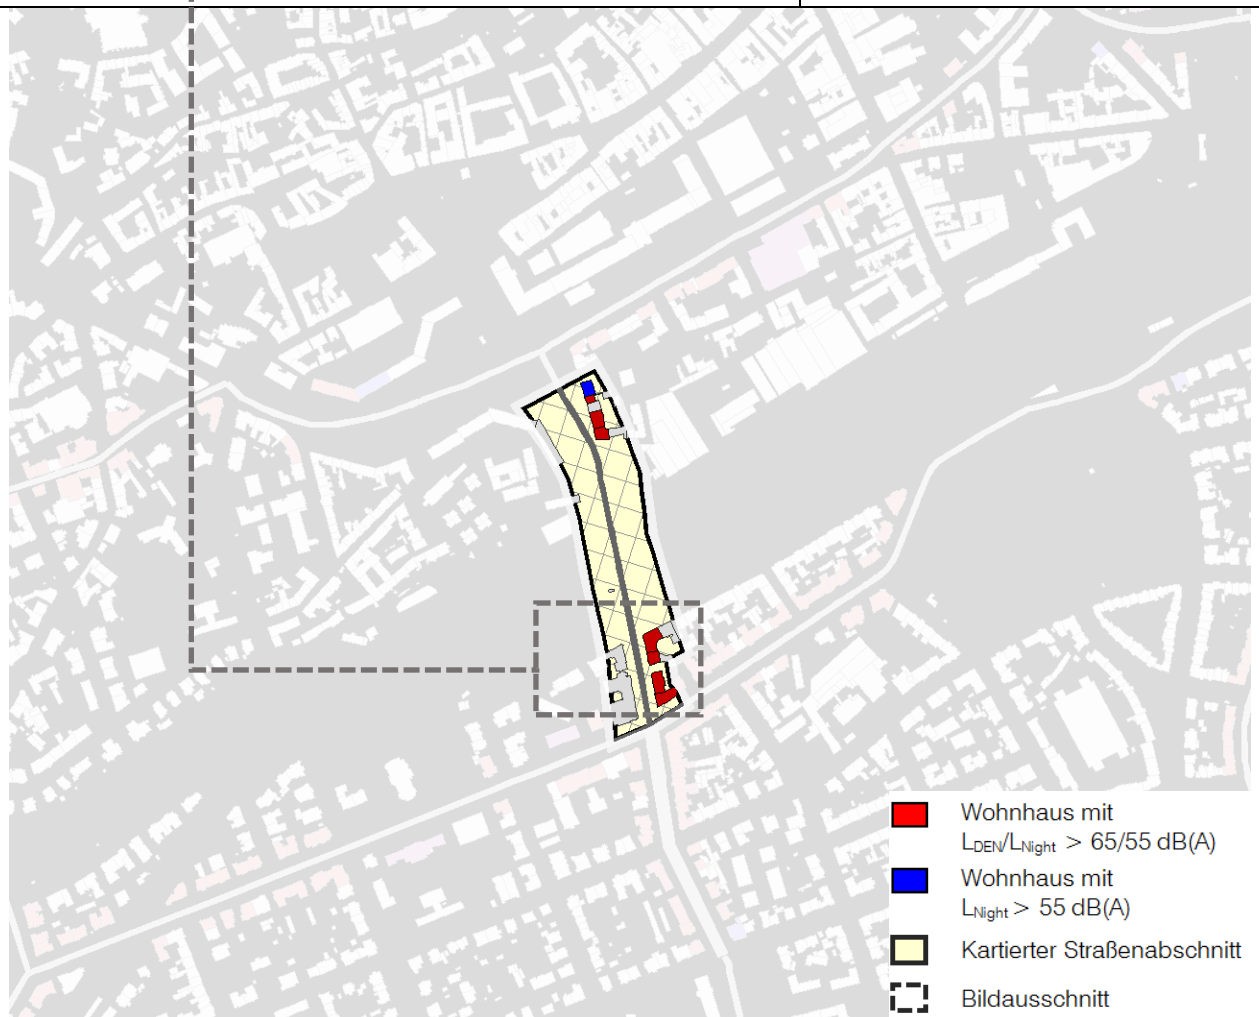 Wohnhaus mit
LDEN/LNight > 65/55 dB(A)
Wohnhaus mit
LNight > 55 dB(A)
Kartierter Straßenabschnitt
Bildausschnitt